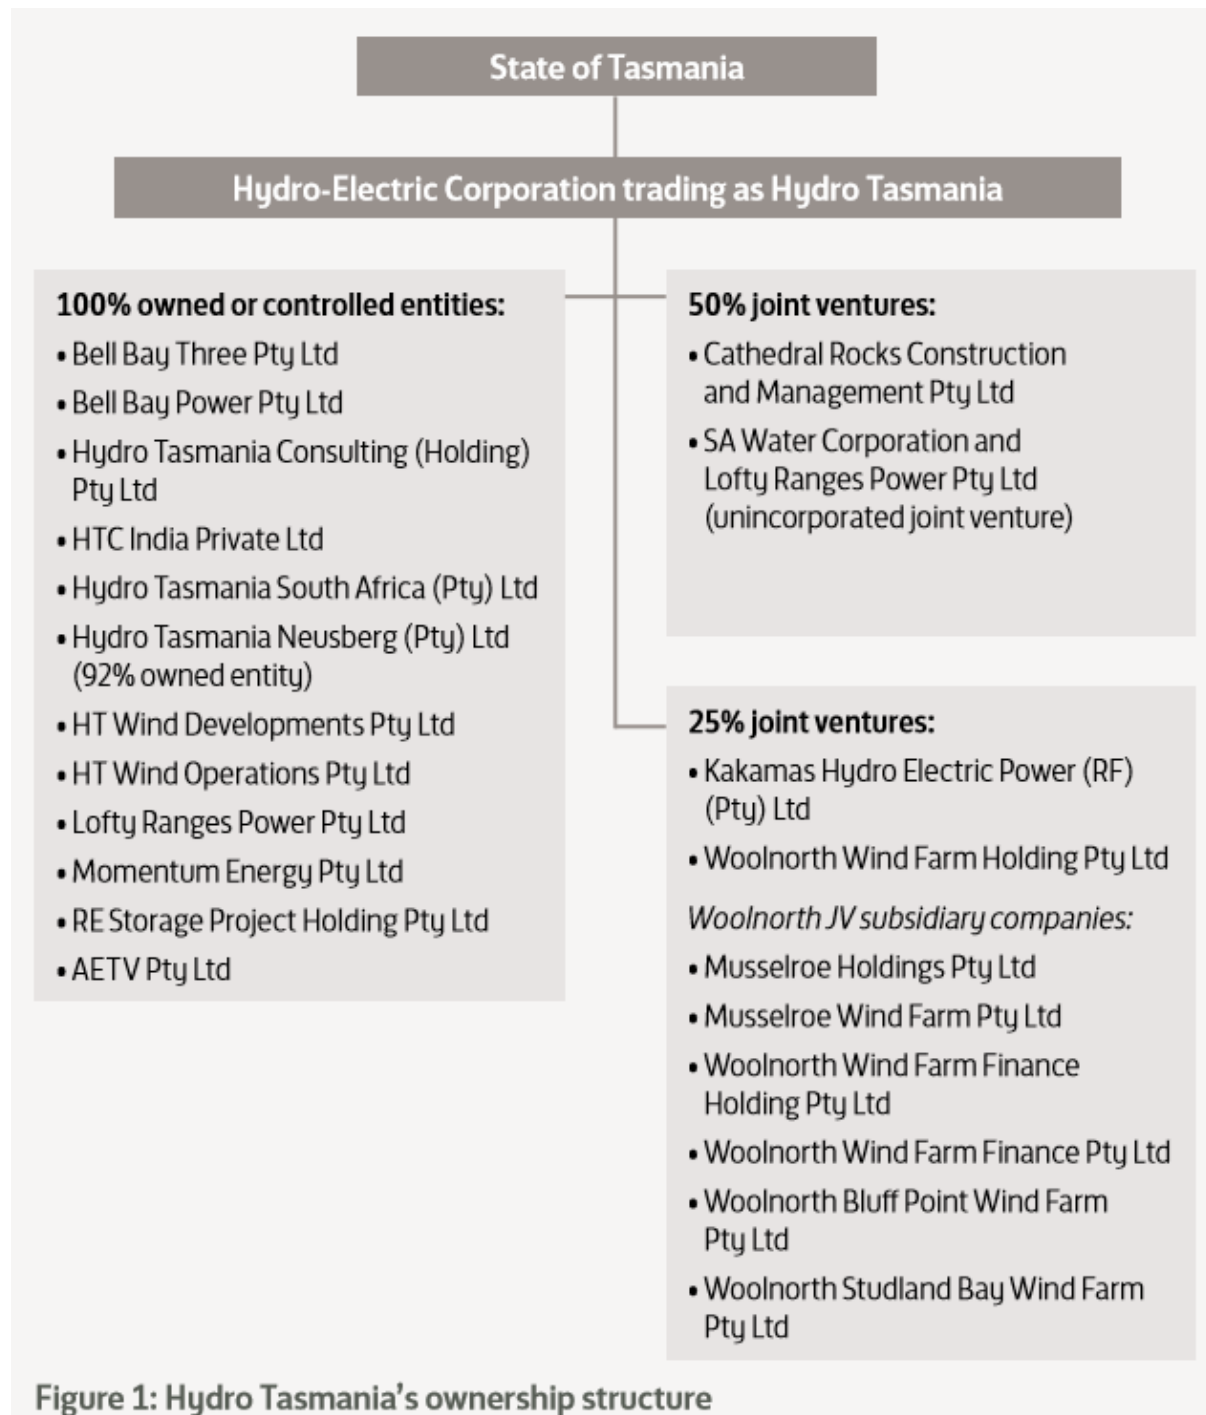 State of Tasmania
Hydro-Electric Corporation trading as Hydro Tasmania
100% owned or controlled entities:
• Bell Bay Three Pty Ltd
• Bell Bay Power Pty Ltd
• Hydro Tasmania Consulting (Holding)
Pty Ltd
• HTC India Private Ltd
• Hydro Tasmania South Africa (Pty) Ltd
• Hydro Tasmania Neusberg (Pty) Ltd
(92% owned entity)
• HT Wind Developments Pty Ltd
• HT Wind Operations Pty Ltd
• Lofty Ranges Power Pty Ltd
• Momentum Energy Pty Ltd
• RE Storage Project Holding Pty Ltd
• AETV Pty Ltd
50% joint ventures:
• Cathedral Rocks Construction
and Management Pty Ltd
• SA Water Corporation and
Lofty Ranges Power Pty Ltd
(unincorporated joint venture)
25% joint ventures:
• Kakamas Hydro Electric Power (RF)
(Pty) Ltd
• Woolnorth Wind Farm Holding Pty Ltd
Woolnorth JV subsidiary companies:
• Musselroe Holdings Pty Ltd
• Musselroe Wind Farm Pty Ltd
• Woolnorth Wind Farm Finance
Holding Pty Ltd
• Woolnorth Wind Farm Finance Pty Ltd
• Woolnorth Bluff Point Wind Farm
Pty Ltd
• Woolnorth Studland Bay Wind Farm
Pty Ltd
Figure 1: Hydro Tasmania's ownership structure